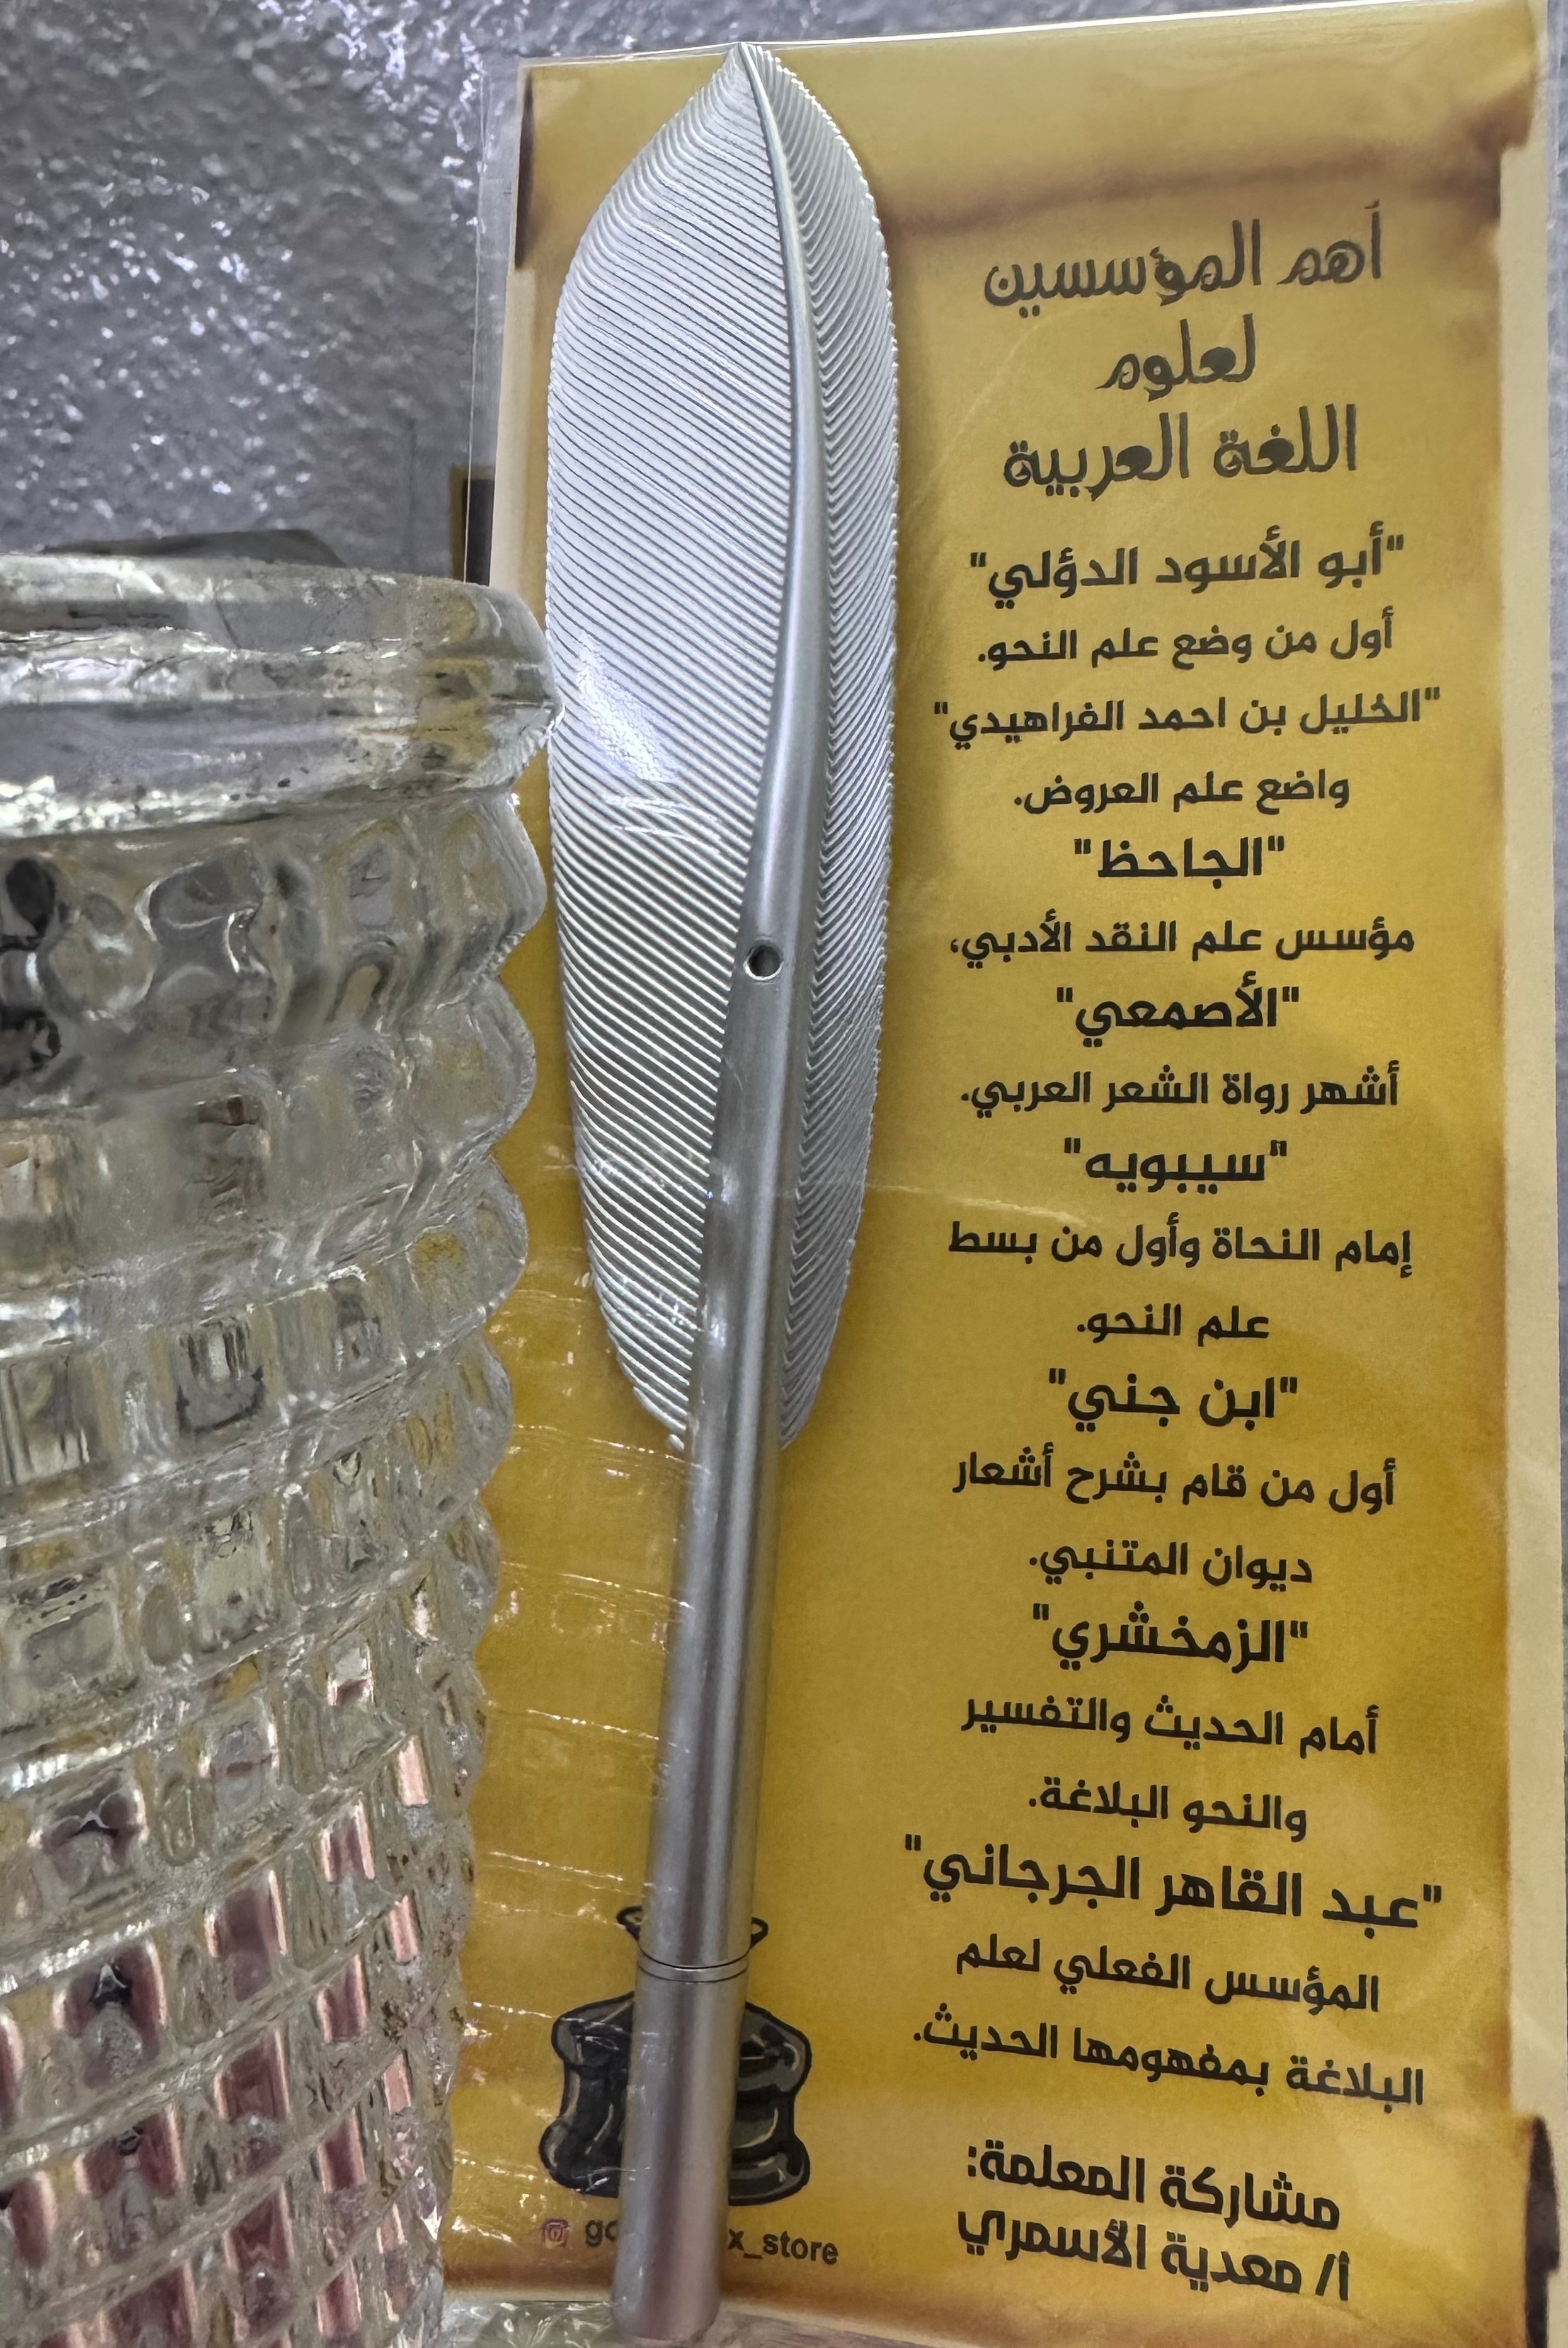 أهم المؤسسين
لعلوم
اللغة العربية
"أبو الأسود الدؤلي"
أول من وضع علم النحو.
"الخليل بن احمد الفراهيدي"
واضع علم العروض.
"الجاحظ"
مؤسس علم النقد الأدبي،
"الأصمعي"
أشهر رواة الشعر العربي.
"سيبويه"
إمام النحاة وأول من بسط
علم النحو.
"ابن جني"
أول من قام بشرح أشعار
ديوان المتنبي.
"الزمخشري"
أمام الحديث والتفسير
والنحو البلاغة.
"عبد القاهر الجرجاني"
المؤسس الفعلي لعلم
البلاغة بمفهومها الحديث.
مشاركة المعلمة:
أ/ معدية الأسمري
x_store